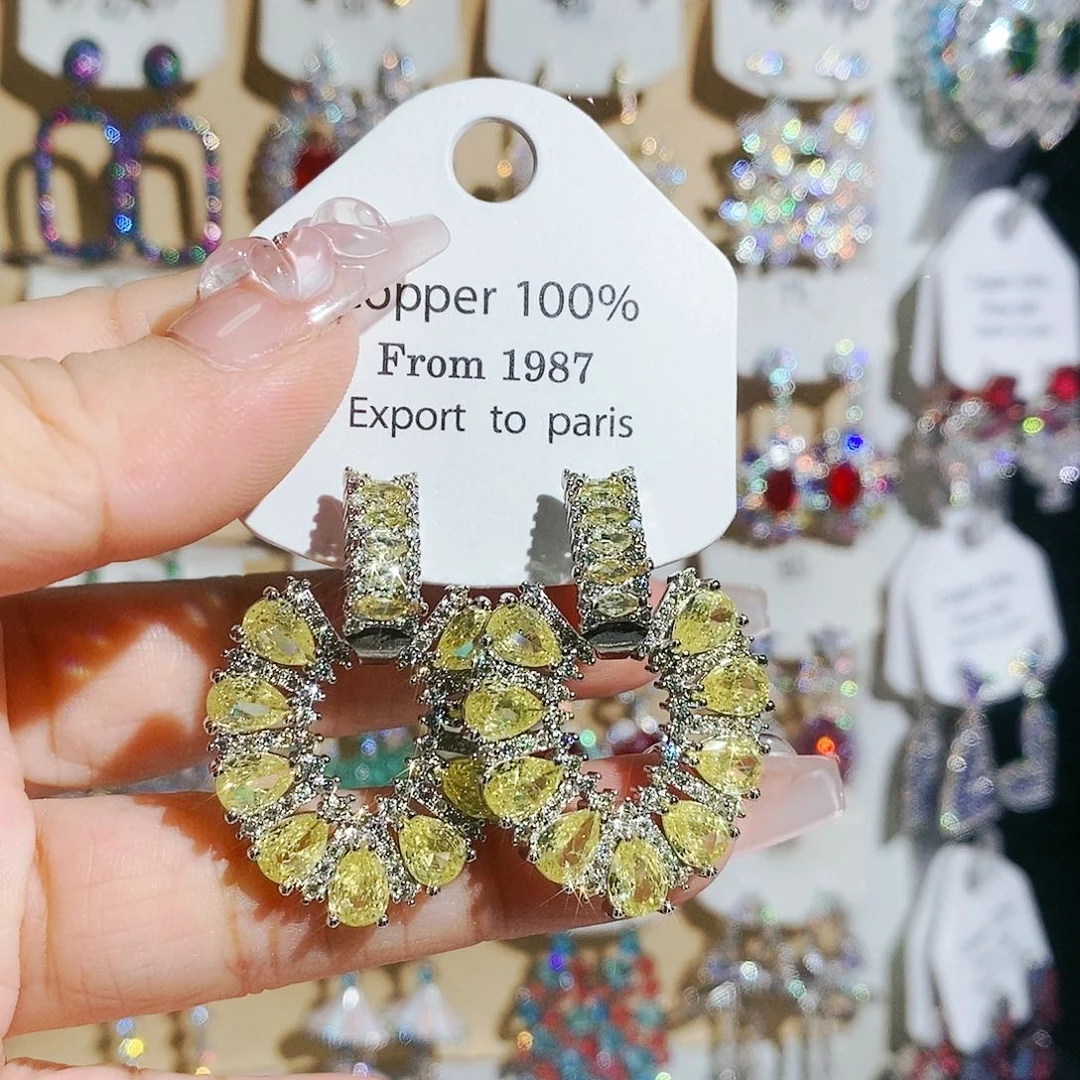 opper 100%
From 1987
Export to paris